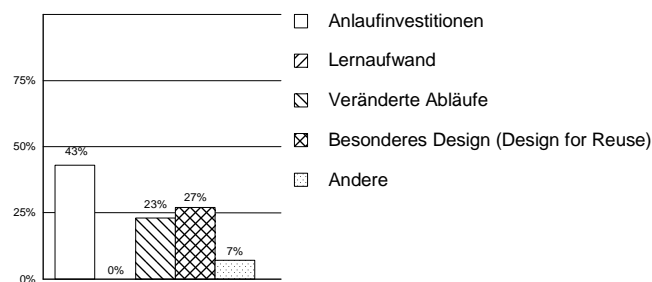 75%
50%
25%
0%
43%
0%
23%
27%
7%
Anlaufinvestitionen
Lernaufwand
Veränderte Abläufe
Besonderes Design (Design for Reuse)
Andere